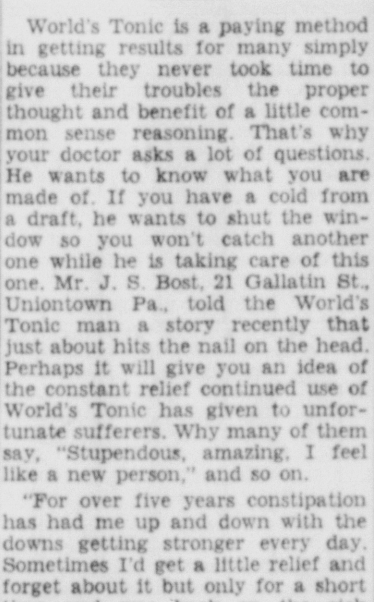 World's Tonic is a paying method
in getting results for many simply
because they never took time to
give their troubles the proper
thought and benefit of a little com-
mon sense reasoning. That's why
your doctor asks a lot of questions.
He wants to know what you are
made of. If you have a cold from
a draft, he wants to shut the win-
dow so you won't catch another
one while he is taking care of this
one. Mr. J. S. Bost, 21 Gallatin St.,
Uniontown Pa., told the World's
Tonic man a story recently that
just about hits the nail on the head.
Perhaps it will give you an idea of
the constant relief continued use of
World's Tonic has given to unfor-
tunate sufferers. Why many of them
say, "Stupendous, amazing, I feel
like a new person," and so on.
"For over five years constipation
has had me up and down with the
downs getting stronger every day.
Sometimes I'd get a little relief and
forget about it but only for a short